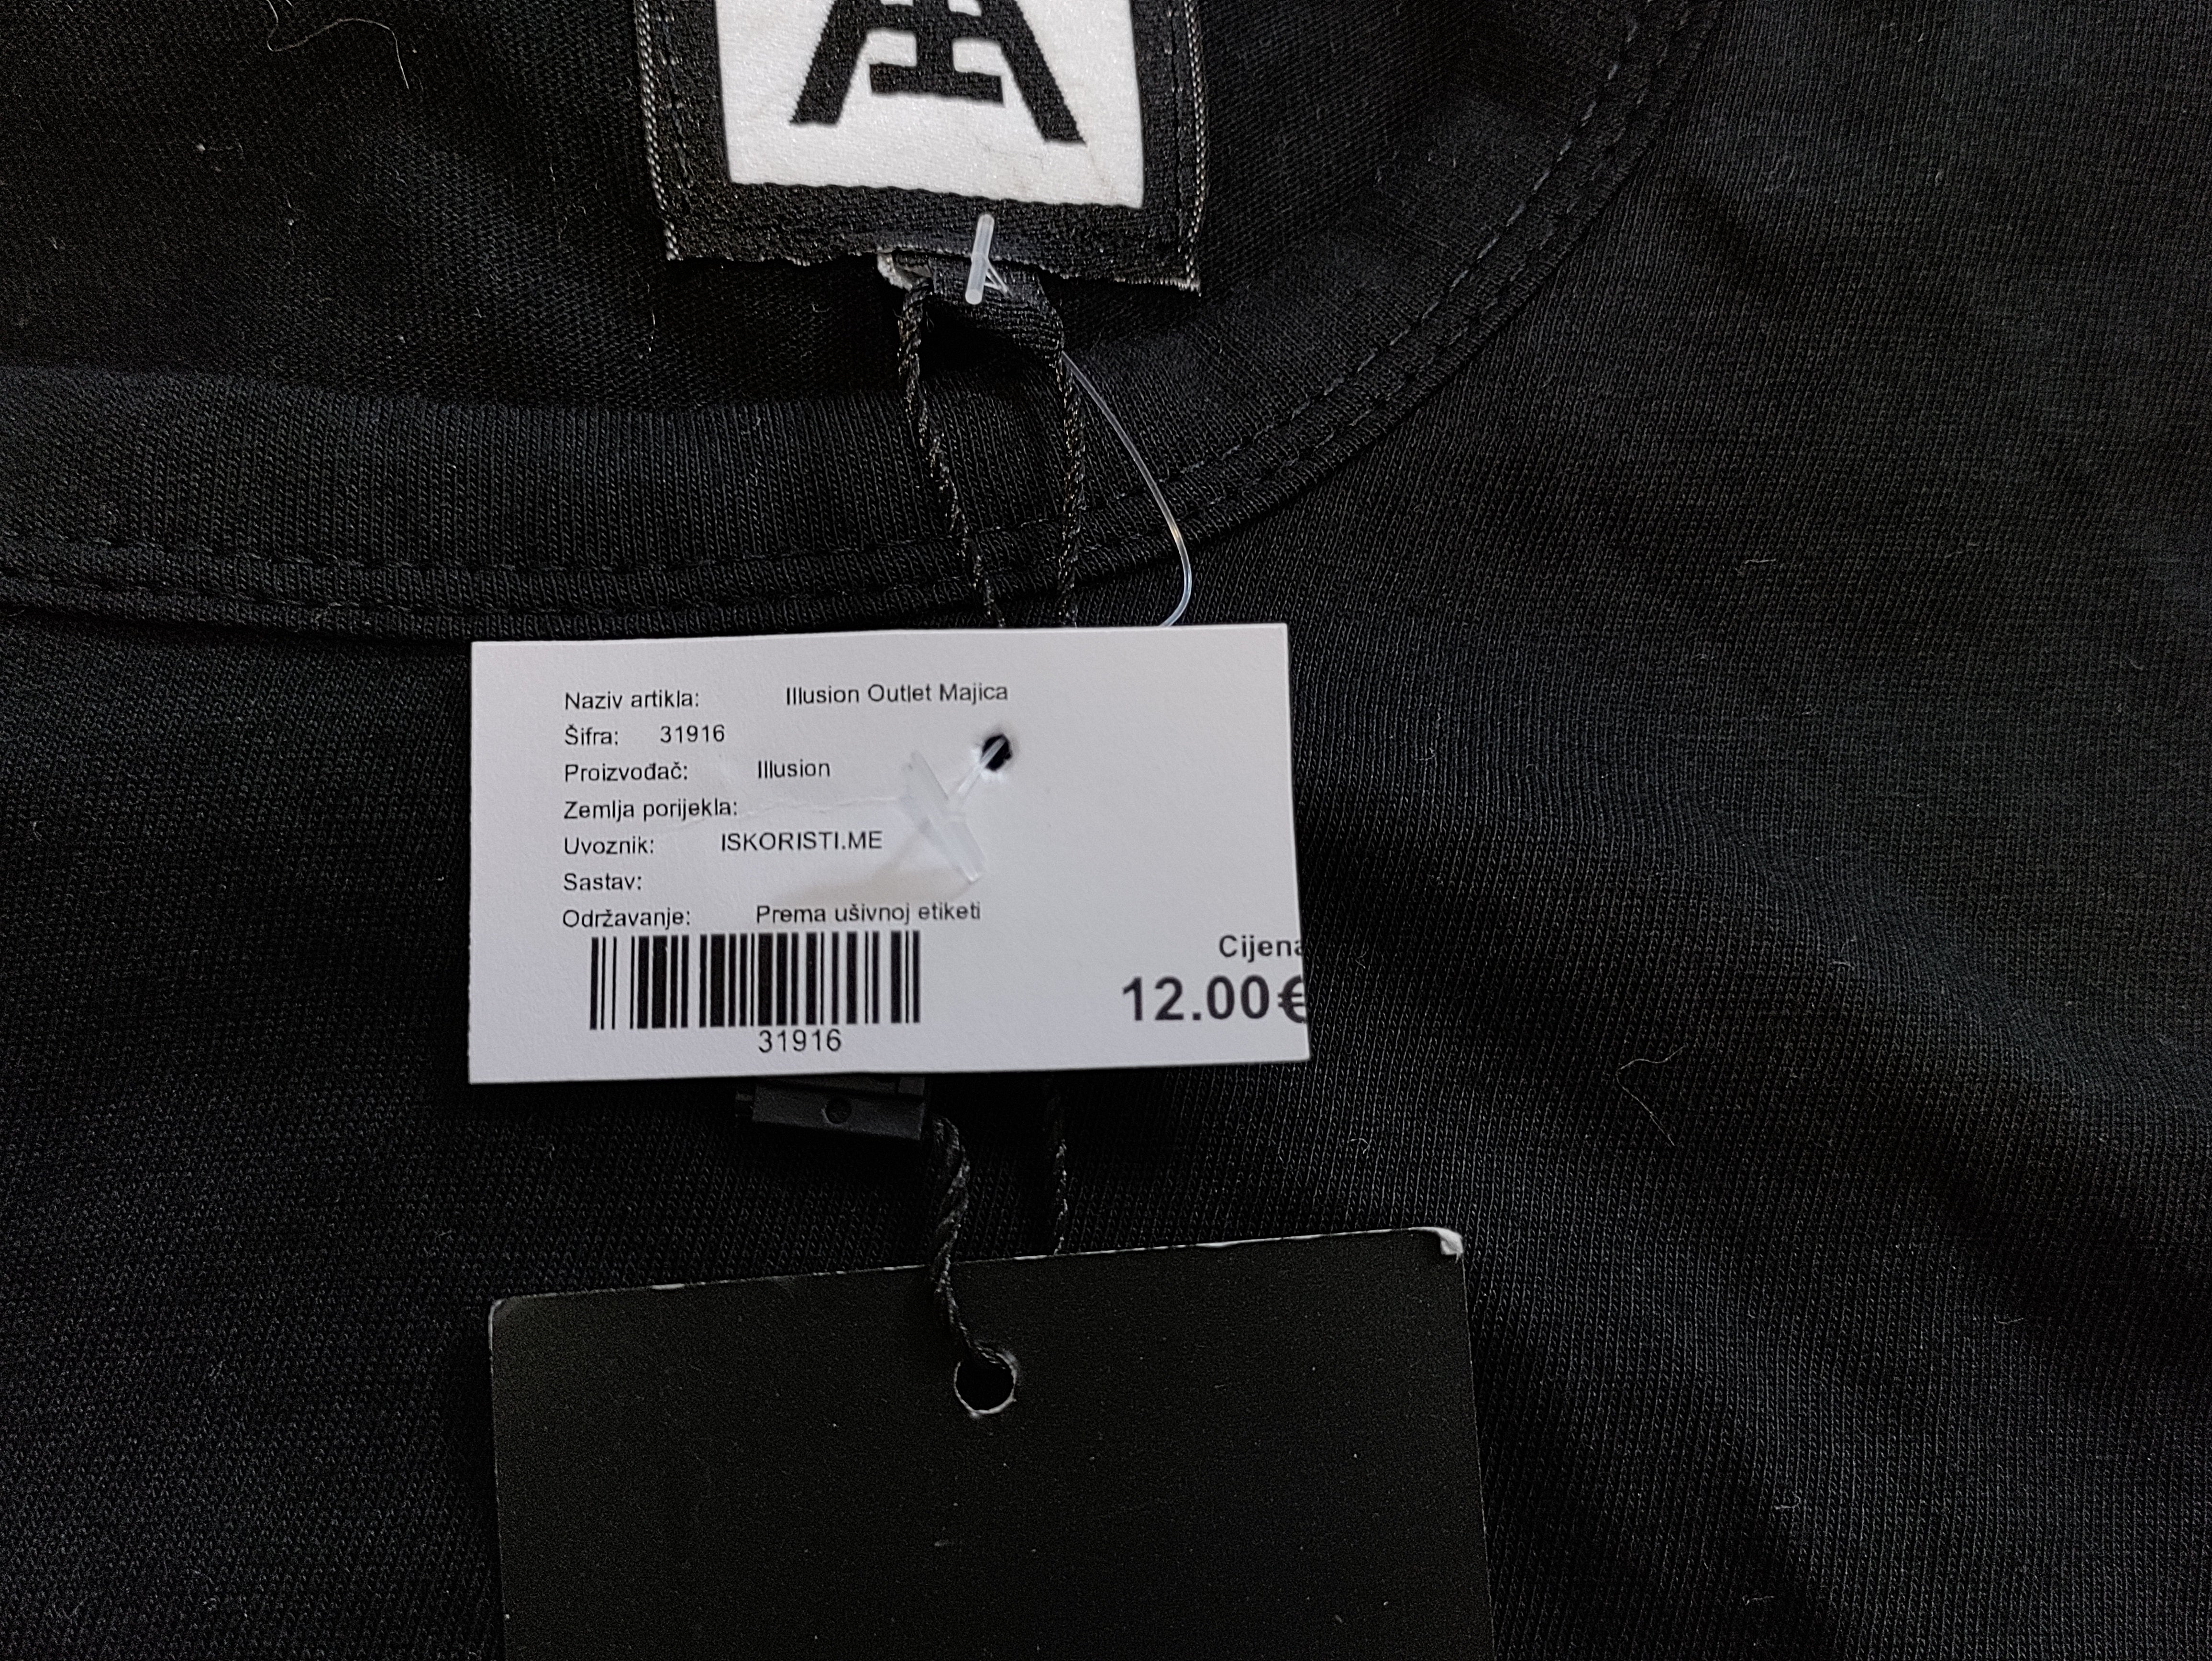 Naziv artikla: Illusion Outlet Majica
Šifra: 31916
Proizvođač: Illusion
Zemlja porijekla:
Uvoznik: ISKORISTI.ME
Sastav:
Održavanje: Prema ušivnoj etiketi
31916
Cijena
12.00€